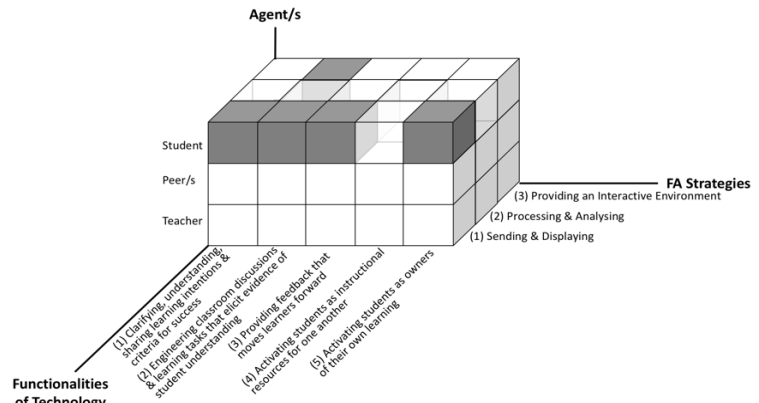 Agent/s
Student
Peer/s
Teacher
FA Strategies
(3) Providing an Interactive Environment
(2) Processing & Analysing
(1) Sending & Displaying
(1) Clarifying, understanding,
sharing learning intentions &
criteria for success
(2) Engineering classroom discussions
& learning tasks that elicit evidence of
student understanding
(3) Providing feedback that
moves learners forward
(4) Activating students as instructional
resources for one another
(5) Activating students as owners
of their own learning
Functionalities
of Technology